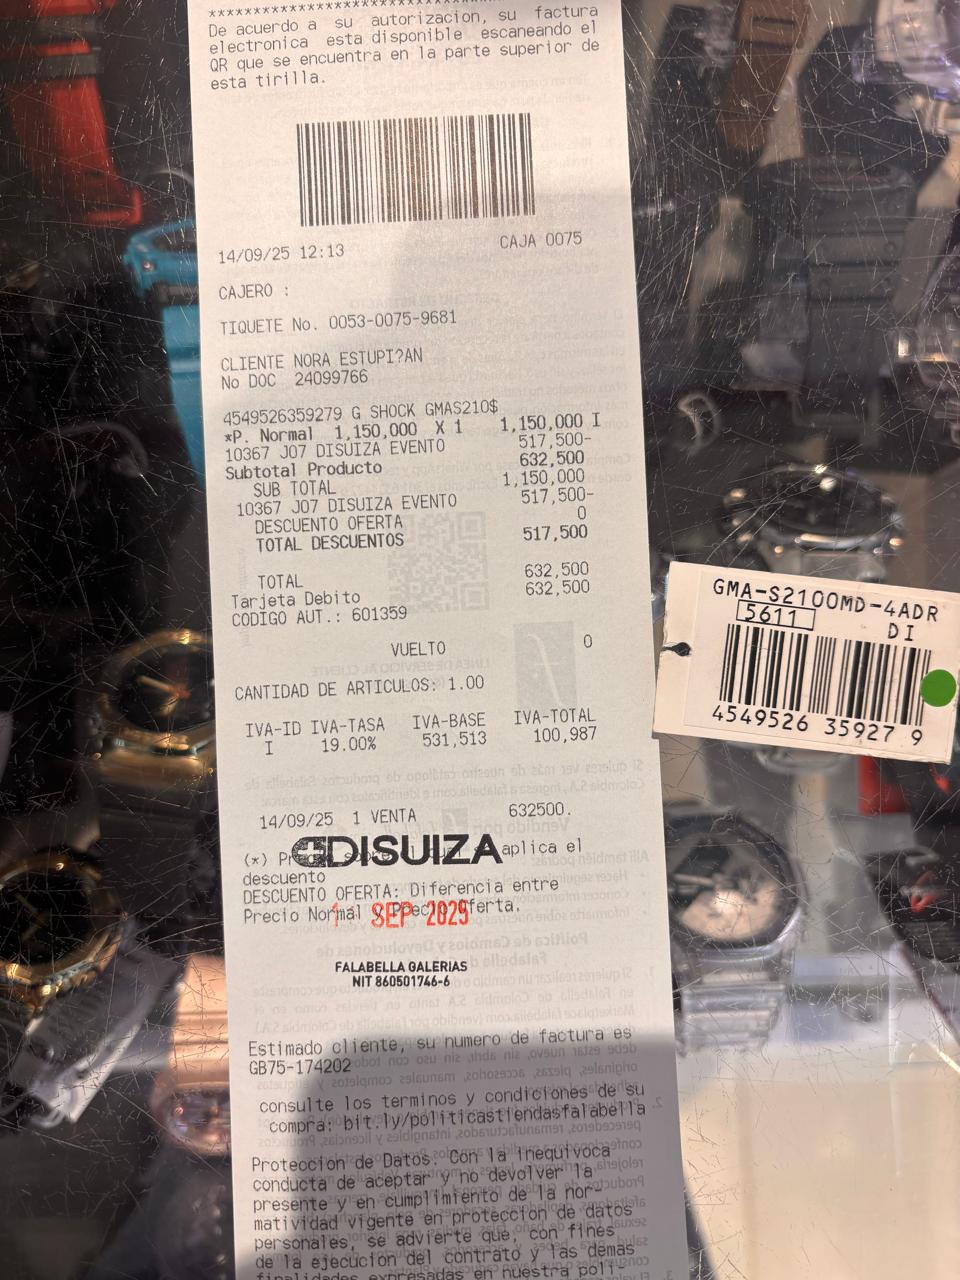 ****************************************
De acuerdo a su autorizacion, su factura
electronica esta disponible escaneando el
QR que se encuentra en la parte superior de
esta tirilla.
14/09/25 12:13 CAJA 0075
CAJERO :
TIQUETE No. 0053-0075-9681
CLIENTE NORA ESTUPI?AN
No DOC 24099766
4549526359279 G SHOCK GMAS210$
*P. Normal 1,150,000 X 1 1,150,000 I
10367 J07 DISUIZA EVENTO 517,500-
Subtotal Producto 632,500
SUB TOTAL 1,150,000
10367 J07 DISUIZA EVENTO 517,500-
DESCUENTO OFERTA 0
TOTAL DESCUENTOS 517,500
TOTAL 632,500
Tarjeta Debito 632,500
CODIGO AUT.: 601359
VUELTO 0
CANTIDAD DE ARTICULOS: 1.00
IVA-ID IVA-TASA IVA-BASE IVA-TOTAL
I 19.00% 531,513 100,987
14/09/25 1 VENTA 632500.
DISUIZA
(*) aplica el
descuento
DESCUENTO OFERTA: Diferencia entre
Precio Normal y Precio Oferta.
SEP 2025
FALABELLA GALERIAS
NIT 860501746-6
Estimado cliente, su numero de factura es
GB75-174202
consulte los terminos y condiciones de su
compra: bit.ly/politicastiendasfalabella
Proteccion de Datos. Con la inequivoca
conducta de aceptar y no devolver la
presente y en cumplimiento de la nor-
matividad vigente en proteccion de datos
personales, se advierte que, con fines
de la ejecucion del contrato y las demas
finalidades expresadas en nuestra poli
GMA-S2100MD-4ADR
5611
DI
4549526 35927 9